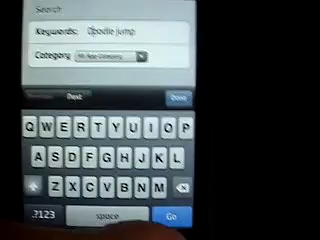 Search
Keywords: Doodle jump
Category All App Category
Next Done
Q W E R T Y U I O P
A S D F G H J K L
Z X C V B N M
.?123 space Go